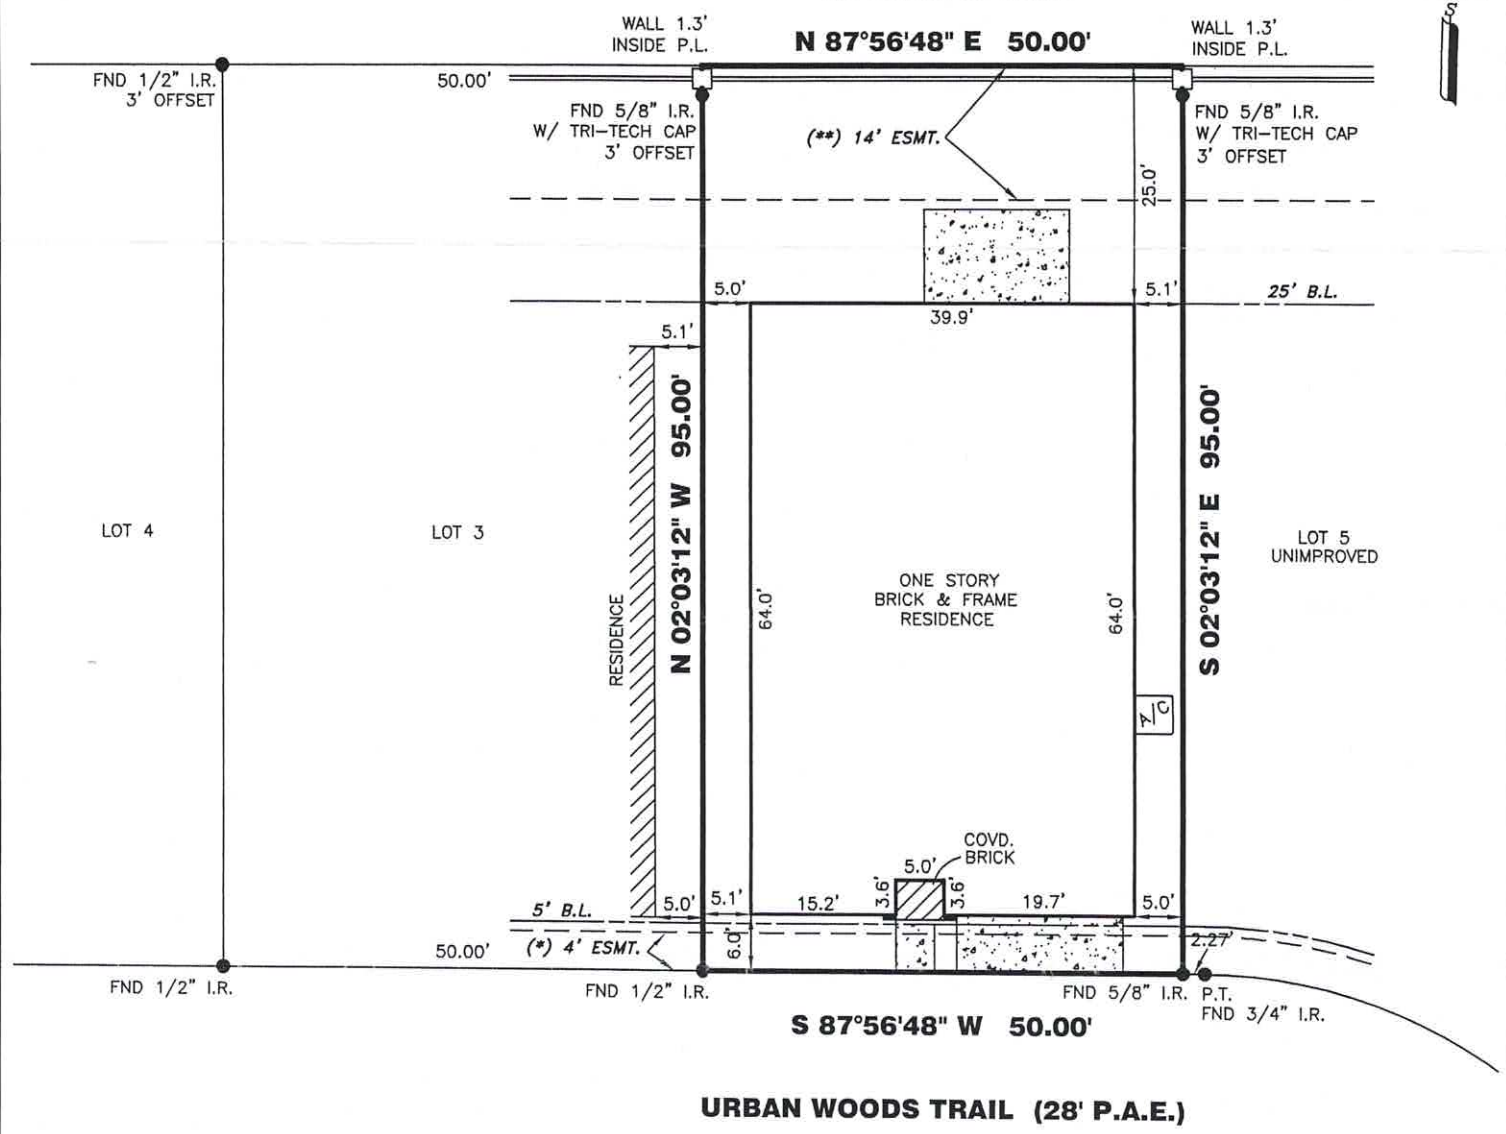 WALL 1.3'
INSIDE P.L.
N 87°56'48" E 50.00'
WALL 1.3'
INSIDE P.L.
S
FND 1/2" I.R.
3' OFFSET
50.00'
FND 5/8" I.R.
W/ TRI-TECH CAP
3' OFFSET
(**) 14' ESMT.
FND 5/8" I.R.
W/ TRI-TECH CAP
3' OFFSET
25.0'
5.0'
5.1'
25' B.L.
39.9'
5.1'
N 02°03'12" W 95.00'
S 02°03'12" E 95.00'
LOT 4
LOT 3
LOT 5
UNIMPROVED
RESIDENCE
64.0'
ONE STORY
BRICK & FRAME
RESIDENCE
64.0'
A/C
COVD.
BRICK
5.0'
3.6'
3.6'
5' B.L.
5.0'
5.1'
15.2'
19.7'
5.0'
(*) 4' ESMT.
50.00'
6.0'
2.27'
FND 1/2" I.R.
FND 1/2" I.R.
FND 5/8" I.R.
P.T.
FND 3/4" I.R.
S 87°56'48" W 50.00'
URBAN WOODS TRAIL (28' P.A.E.)